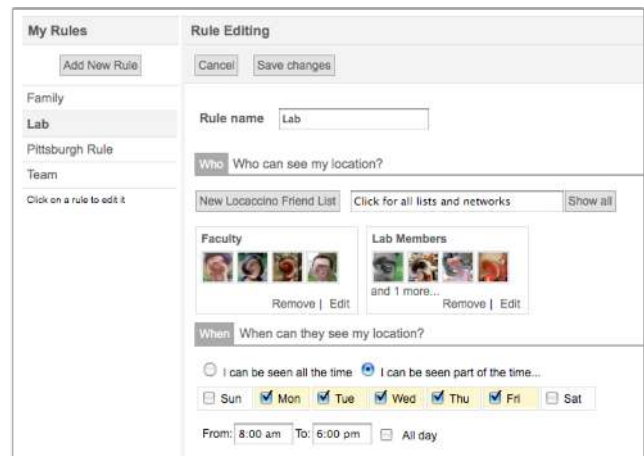 My Rules
Rule Editing
Add New Rule
Cancel Save changes
Family
Lab
Pittsburgh Rule
Team
Click on a rule to edit it
Rule name Lab
Who Who can see my location?
New Locaccino Friend List Click for all lists and networks Show all
Faculty
Remove | Edit
Lab Members
and 1 more...
Remove | Edit
When When can they see my location?
I can be seen all the time I can be seen part of the time...
Sun Mon Tue Wed Thu Fri Sat
From: 8:00 am To: 6:00 pm All day